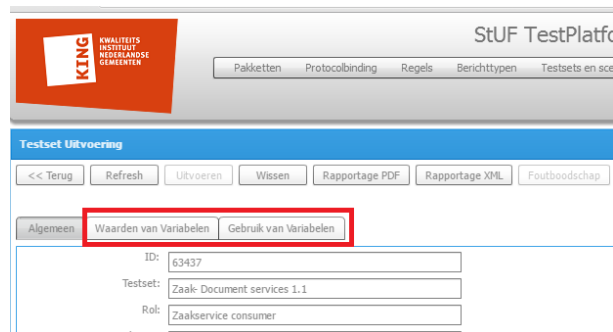 KING
KWALITEITS
INSTITUUT
NEDERLANDSE
GEMEENTEN
StUF TestPlatfo
Pakketten Protocolbinding Regels Berichttypen Testsets en sce
Testset Uitvoering
<< Terug Refresh Uitvoeren Wissen Rapportage PDF Rapportage XML Foutboodschap
Algemeen Waarden van Variabelen Gebruik van Variabelen
ID: 63437
Testset: Zaak- Document services 1.1
Rol: Zaakservice consumer